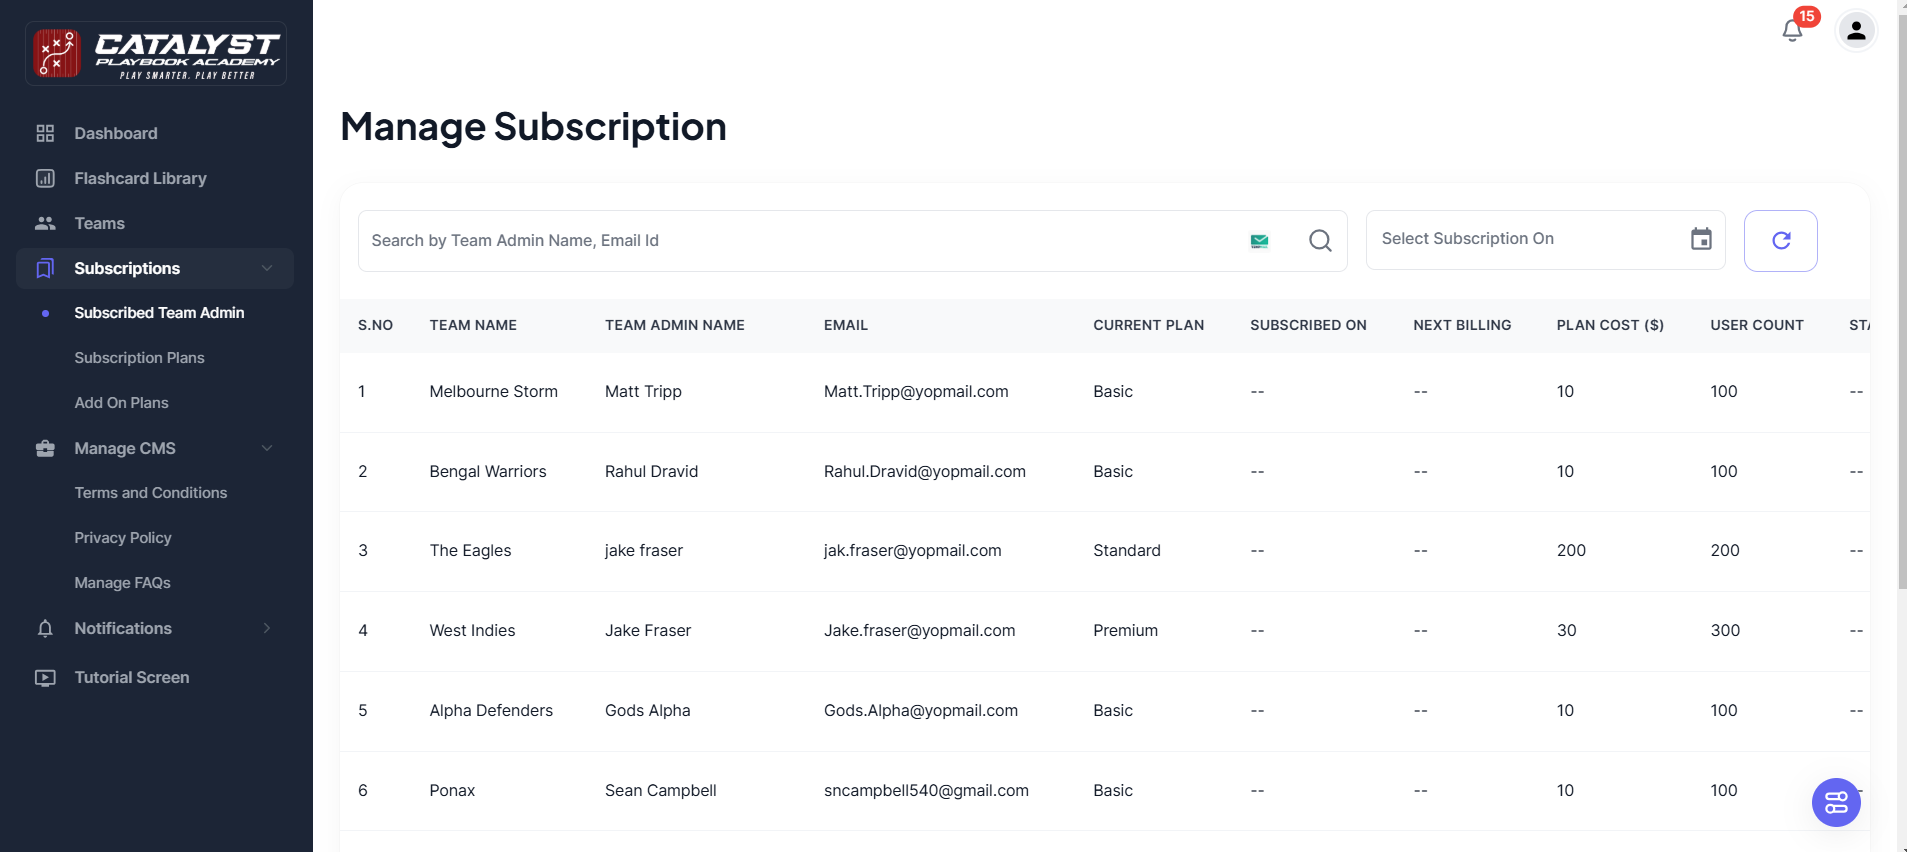 CATALYST
PLAYBOOK ACADEMY
PLAY SMARTER. PLAY BETTER
15
Dashboard
Flashcard Library
Teams
Subscriptions
Subscribed Team Admin
Subscription Plans
Add On Plans
Manage CMS
Terms and Conditions
Privacy Policy
Manage FAQs
Notifications
Tutorial Screen
Manage Subscription
Search by Team Admin Name, Email Id
Select Subscription On
S.NO TEAM NAME TEAM ADMIN NAME EMAIL CURRENT PLAN SUBSCRIBED ON NEXT BILLING PLAN COST ($) USER COUNT STA
1 Melbourne Storm Matt Tripp Matt.Tripp@yopmail.com Basic -- -- 10 100 --
2 Bengal Warriors Rahul Dravid Rahul.Dravid@yopmail.com Basic -- -- 10 100 --
3 The Eagles jake fraser jak.fraser@yopmail.com Standard -- -- 200 200 --
4 West Indies Jake Fraser Jake.fraser@yopmail.com Premium -- -- 30 300 --
5 Alpha Defenders Gods Alpha Gods.Alpha@yopmail.com Basic -- -- 10 100 --
6 Ponax Sean Campbell sncampbell540@gmail.com Basic -- -- 10 100 --